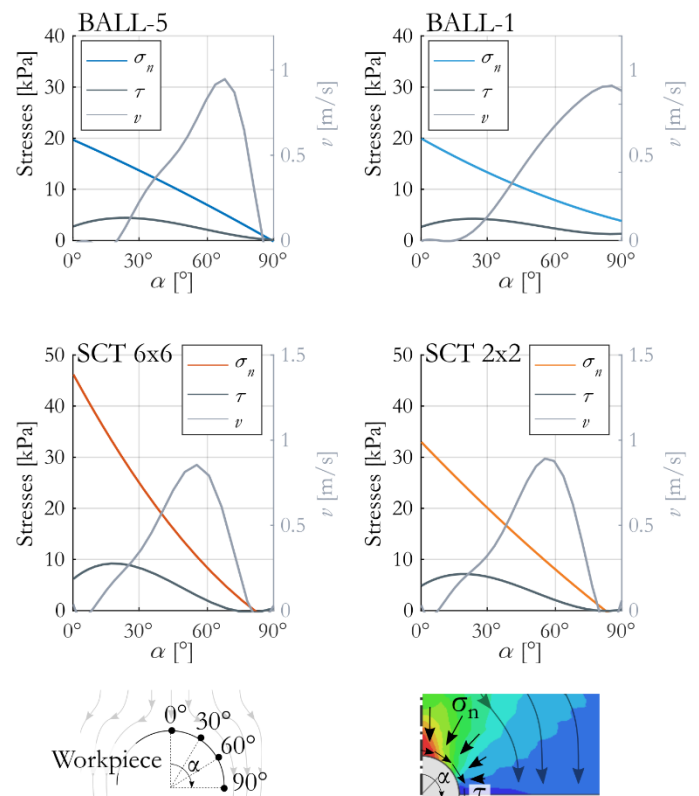 BALL-5
BALL-1
40
30
20
10
0
Stresses [kPa]
σn
τ
v
1
0.5
0
v [m/s]
0° 30° 60° 90°
α [°]
40
30
20
10
0
Stresses [kPa]
σn
τ
v
1
0.5
0
v [m/s]
0° 30° 60° 90°
α [°]
SCT 6x6
SCT 2x2
50
40
30
20
10
0
Stresses [kPa]
σn
τ
v
1.5
1
0.5
0
v [m/s]
0° 30° 60° 90°
α [°]
50
40
30
20
10
0
Stresses [kPa]
σn
τ
v
1.5
1
0.5
0
v [m/s]
0° 30° 60° 90°
α [°]
0°
30°
60°
90°
Workpiece
α
σn
α
τ